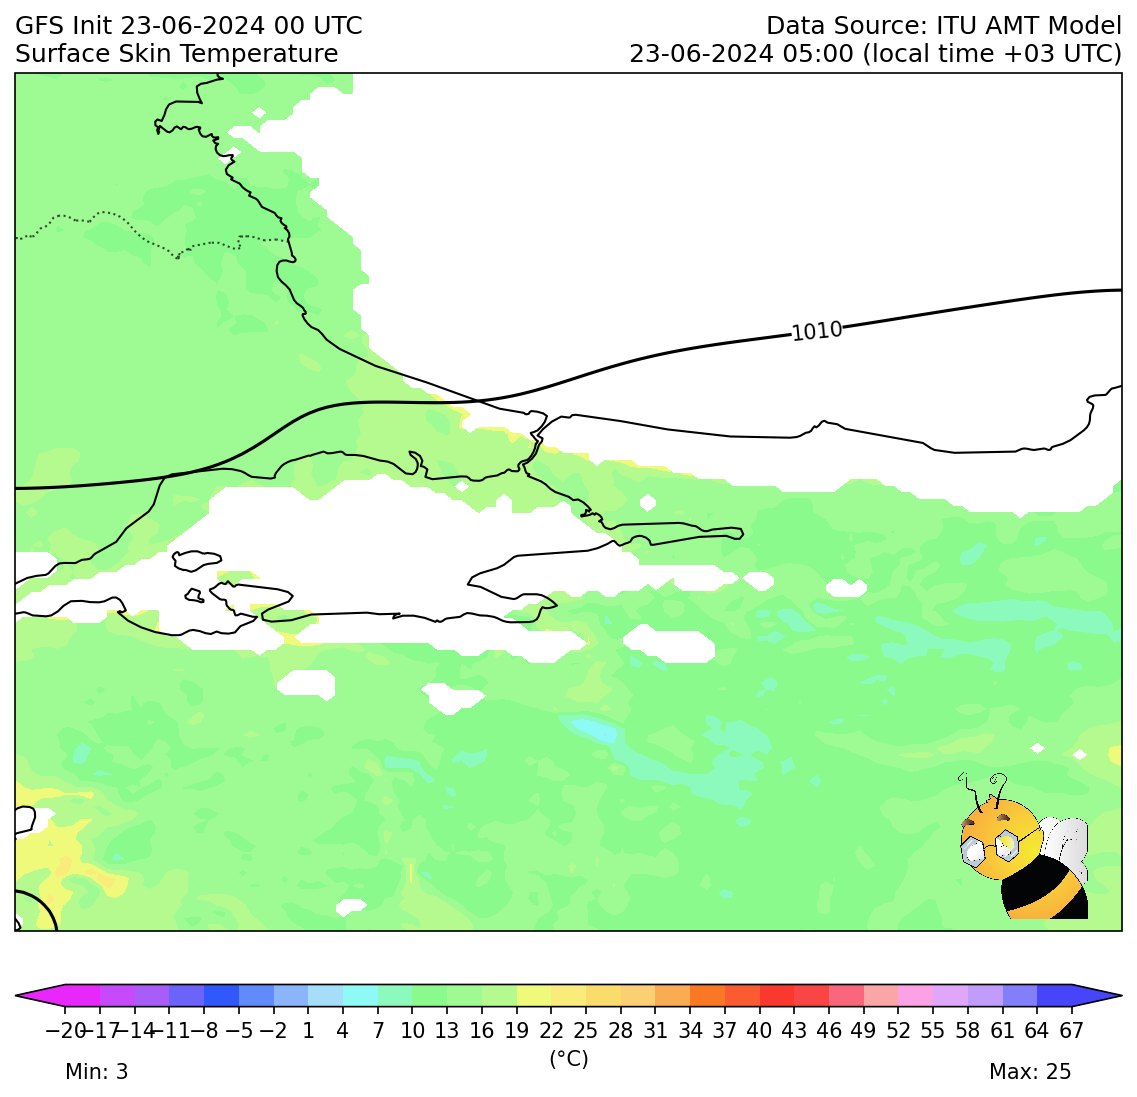 GFS Init 23-06-2024 00 UTC
Data Source: ITU AMT Model
Surface Skin Temperature
23-06-2024 05:00 (local time +03 UTC)
1010
−20 −17 −14 −11 −8 −5 −2 1 4 7 10 13 16 19 22 25 28 31 34 37 40 43 46 49 52 55 58 61 64 67
(°C)
Min: 3
Max: 25